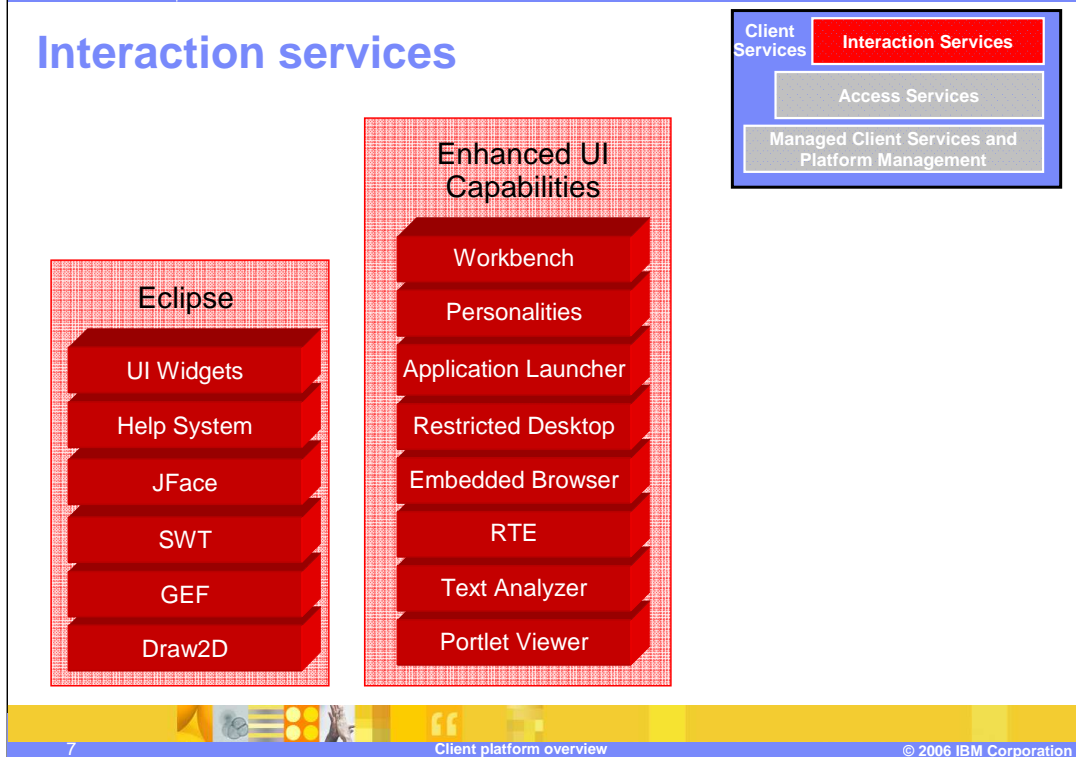 Interaction services
Client
Services
Interaction Services
Access Services
Managed Client Services and
Platform Management
Eclipse
UI Widgets
Help System
JFace
SWT
GEF
Draw2D
Enhanced UI
Capabilities
Workbench
Personalities
Application Launcher
Restricted Desktop
Embedded Browser
RTE
Text Analyzer
Portlet Viewer
7
Client platform overview
© 2006 IBM Corporation